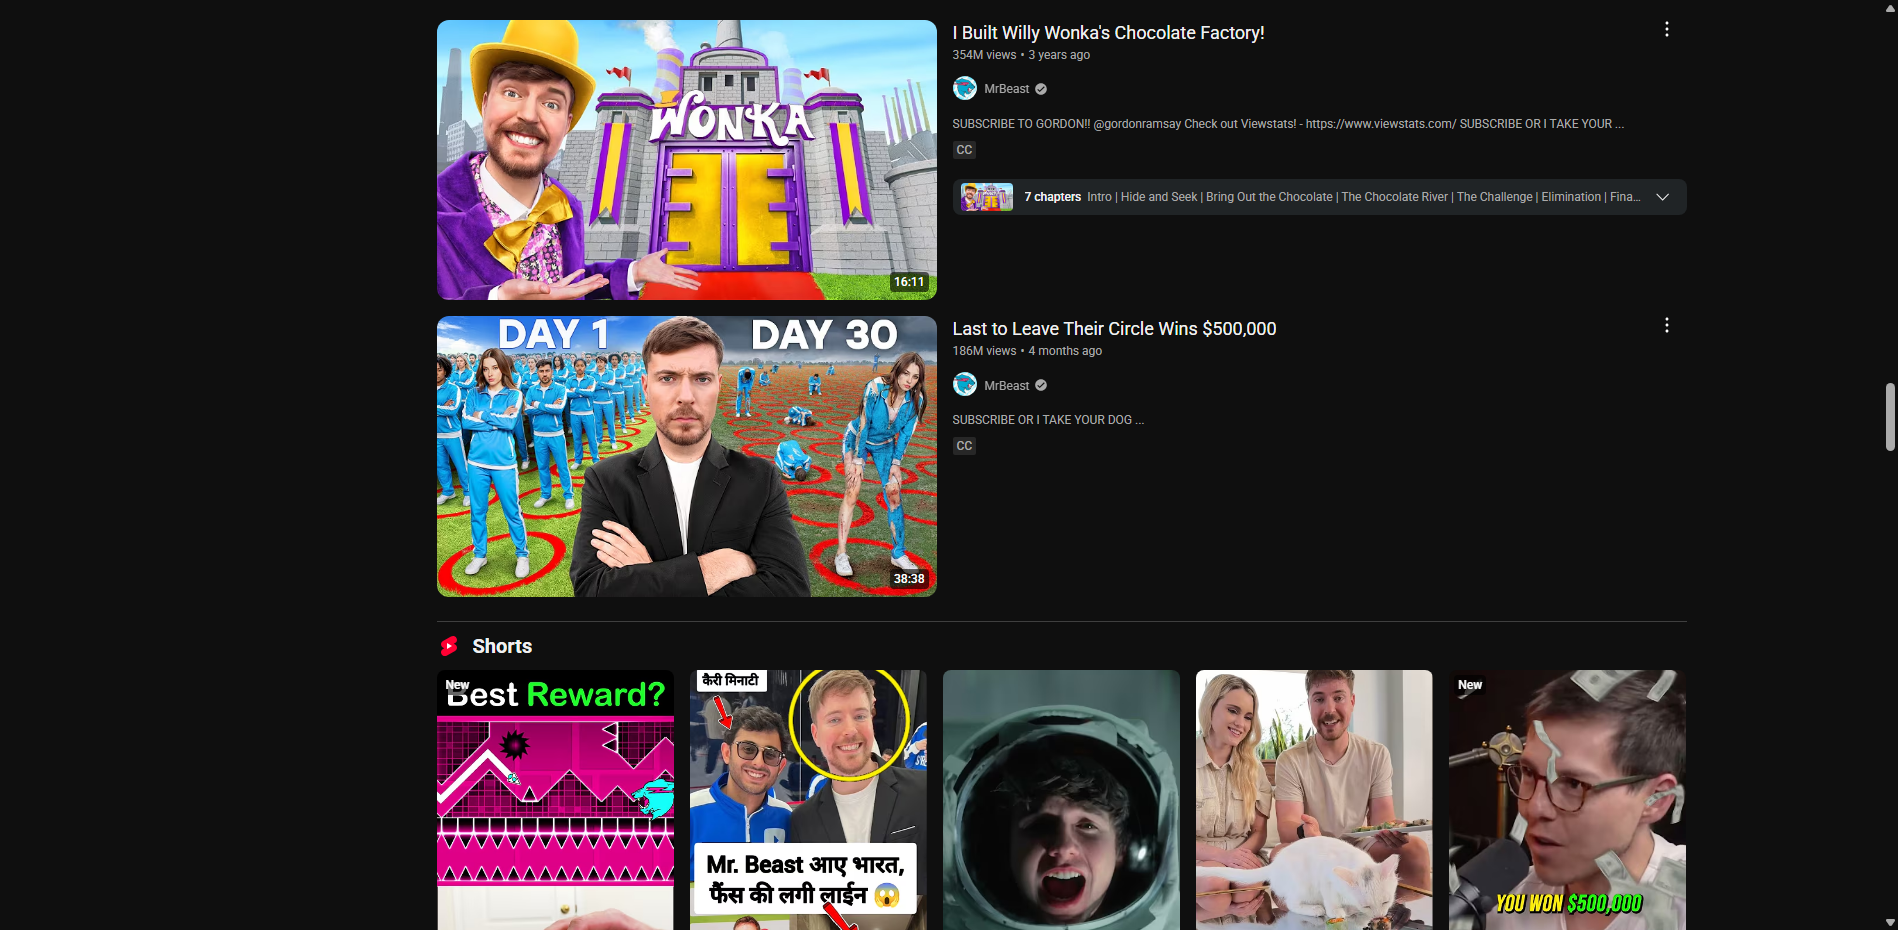 WONKA
16:11
I Built Willy Wonka's Chocolate Factory!
354M views • 3 years ago
MrBeast
SUBSCRIBE TO GORDON!! @gordonramsay Check out Viewstats! - https://www.viewstats.com/ SUBSCRIBE OR I TAKE YOUR ...
CC
7 chapters Intro | Hide and Seek | Bring Out the Chocolate | The Chocolate River | The Challenge | Elimination | Fina...
DAY 1
DAY 30
38:38
Last to Leave Their Circle Wins $500,000
186M views • 4 months ago
MrBeast
SUBSCRIBE OR I TAKE YOUR DOG ...
CC
Shorts
New
Best Reward?
कैरी मिनाटी
Mr. Beast आए भारत,
फैंस की लगी लाईन 😱
New
YOU WON $500,000